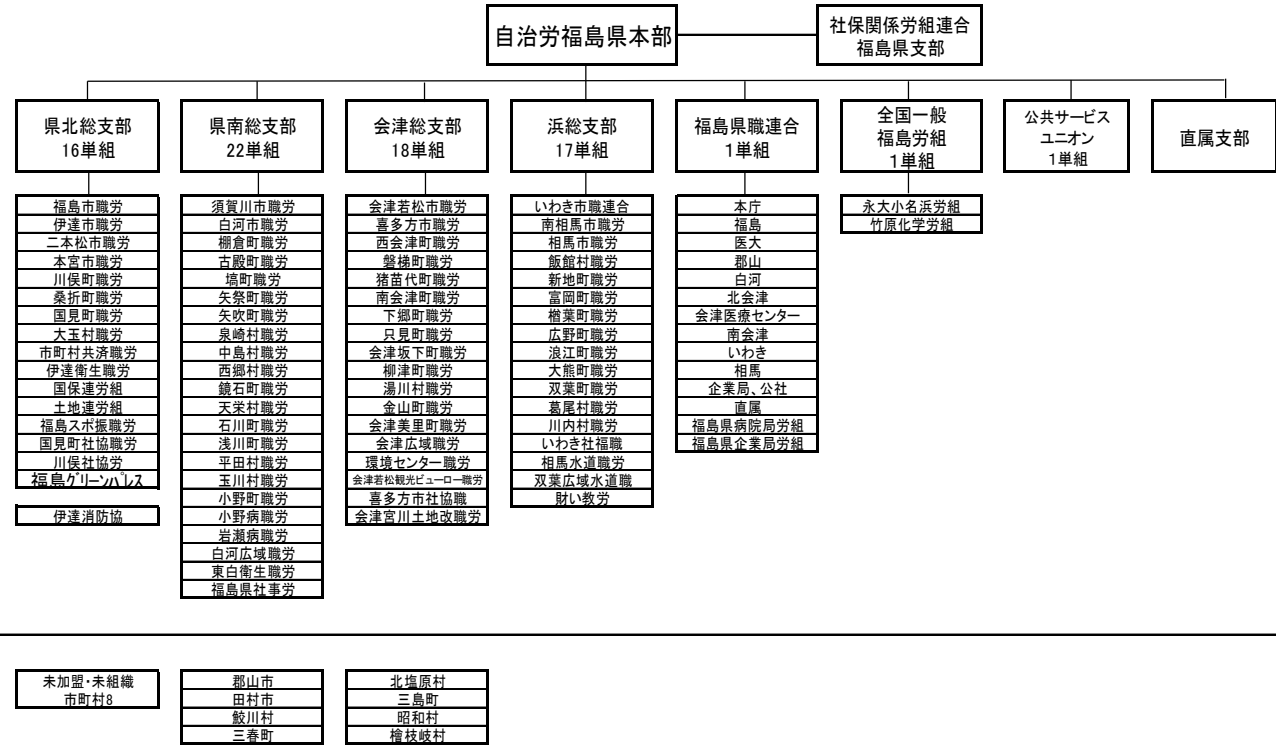 自治労福島県本部
社保関係労組連合
福島県支部
県北総支部
16単組
県南総支部
22単組
会津総支部
18単組
浜総支部
17単組
福島県職連合
1単組
全国一般
福島労組
1単組
公共サービス
ユニオン
1単組
直属支部
福島市職労
伊達市職労
二本松市職労
本宮市職労
川俣町職労
桑折町職労
国見町職労
大玉村職労
市町村共済職労
伊達衛生職労
国保連労組
土地連労組
福島スポ振職労
国見町社協職労
川俣社協労
福島グリーンパレス
伊達消防協
須賀川市職労
白河市職労
棚倉町職労
古殿町職労
塙町職労
矢祭町職労
矢吹町職労
泉崎村職労
中島村職労
西郷村職労
鏡石町職労
天栄村職労
石川町職労
浅川町職労
平田村職労
玉川村職労
小野町職労
小野病職労
岩瀬病職労
白河広域職労
東白衛生職労
福島県社事労
会津若松市職労
喜多方市職労
西会津町職労
磐梯町職労
猪苗代町職労
南会津町職労
下郷町職労
只見町職労
会津坂下町職労
柳津町職労
湯川村職労
金山町職労
会津美里町職労
会津広域職労
環境センター職労
会津若松観光ビューロー職労
喜多方市社協職
会津宮川土地改職労
いわき市職連合
南相馬市職労
相馬市職労
飯館村職労
新地町職労
富岡町職労
楢葉町職労
広野町職労
浪江町職労
大熊町職労
双葉町職労
葛尾村職労
川内村職労
いわき社福職
相馬水道職労
双葉広域水道職
財い教労
本庁
福島
医大
郡山
白河
北会津
会津医療センター
南会津
いわき
相馬
企業局、公社
直属
福島県病院局労組
福島県企業局労組
永大小名浜労組
竹原化学労組
未加盟・未組織
市町村8
郡山市
田村市
鮫川村
三春町
北塩原村
三島町
昭和村
檜枝岐村